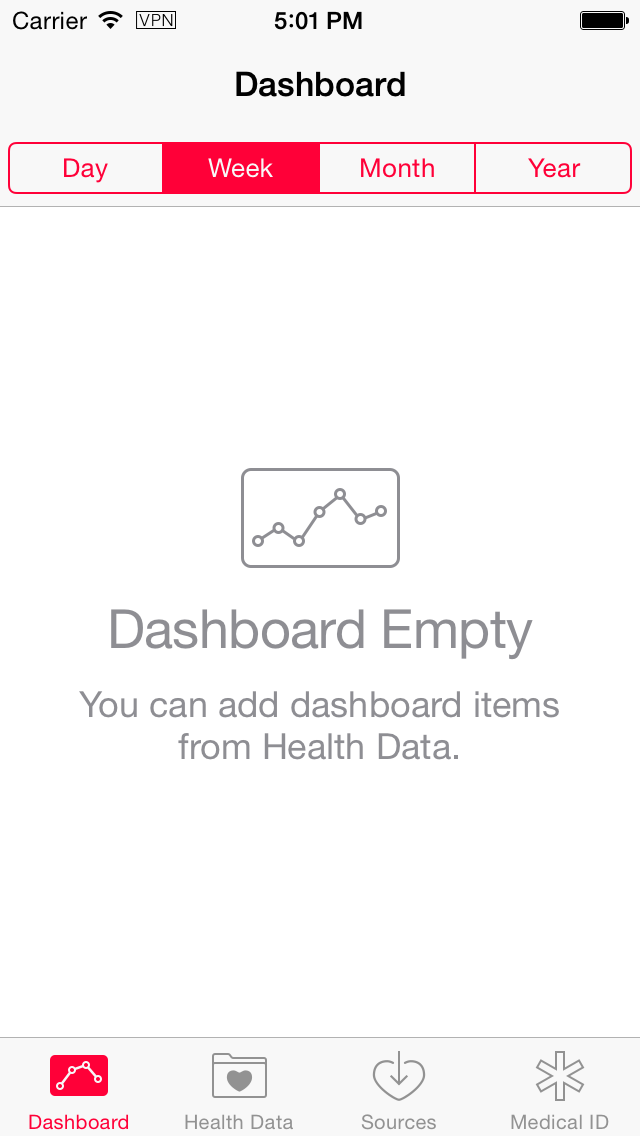 Carrier VPN 5:01 PM
Dashboard
Day Week Month Year
Dashboard Empty
You can add dashboard items
from Health Data.
Dashboard Health Data Sources Medical ID